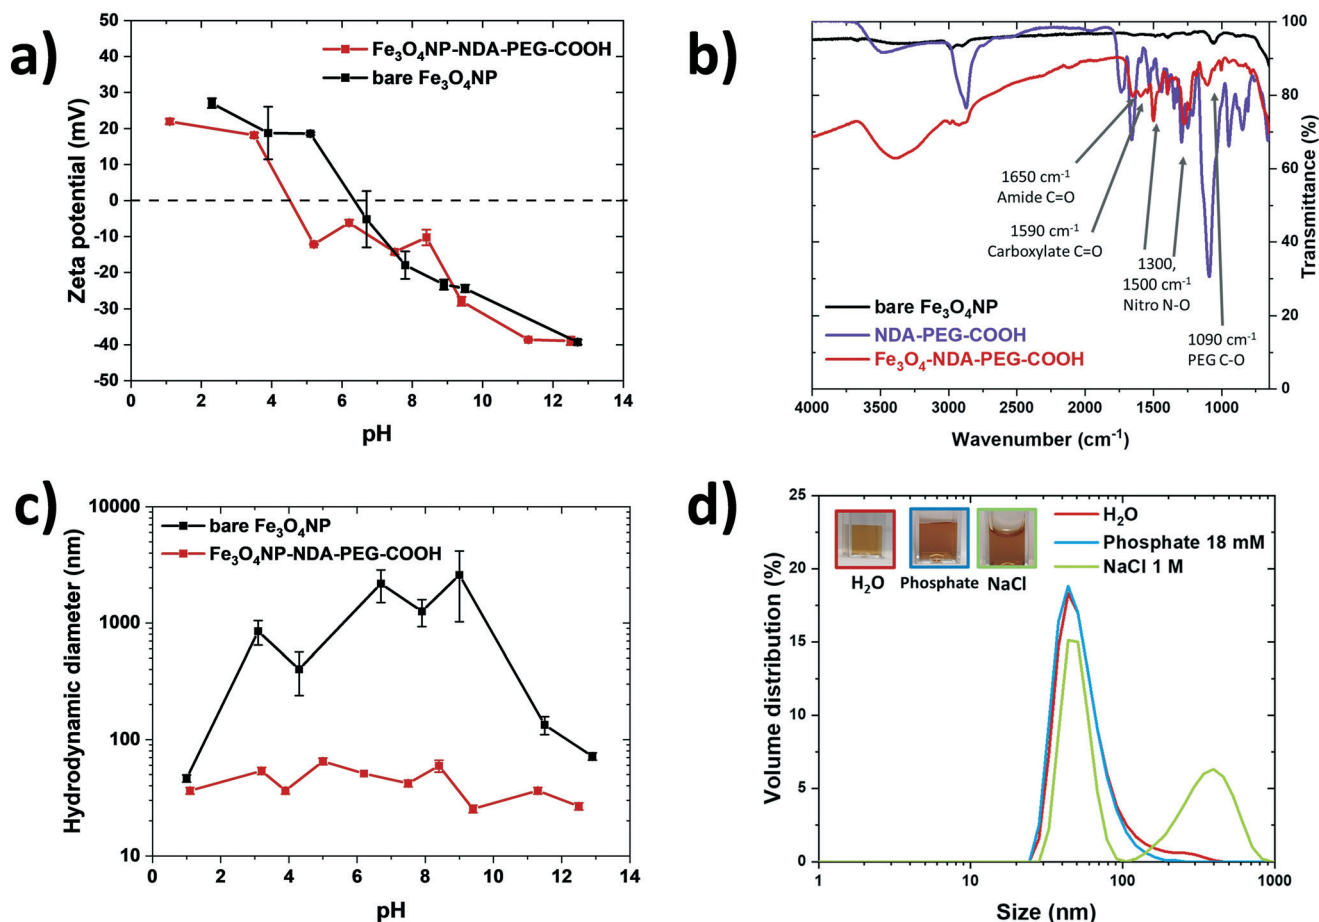 a)
Fe₃O₄NP-NDA-PEG-COOH
bare Fe₃O₄NP
Zeta potential (mV)
50
40
30
20
10
0
-10
-20
-30
-40
-50
0 2 4 6 8 10 12 14
pH
b)
100
80
60
40
20
0
Transmittance (%)
1650 cm⁻¹
Amide C=O
1590 cm⁻¹
Carboxylate C=O
1300,
1500 cm⁻¹
Nitro N-O
1090 cm⁻¹
PEG C-O
bare Fe₃O₄NP
NDA-PEG-COOH
Fe₃O₄-NDA-PEG-COOH
4000 3500 3000 2500 2000 1500 1000
Wavenumber (cm⁻¹)
c)
bare Fe₃O₄NP
Fe₃O₄NP-NDA-PEG-COOH
Hydrodynamic diameter (nm)
10000
1000
100
10
0 2 4 6 8 10 12 14
pH
d)
H₂O
Phosphate 18 mM
NaCl 1 M
H₂O Phosphate NaCl
Volume distribution (%)
25
20
15
10
5
0
1 10 100 1000
Size (nm)